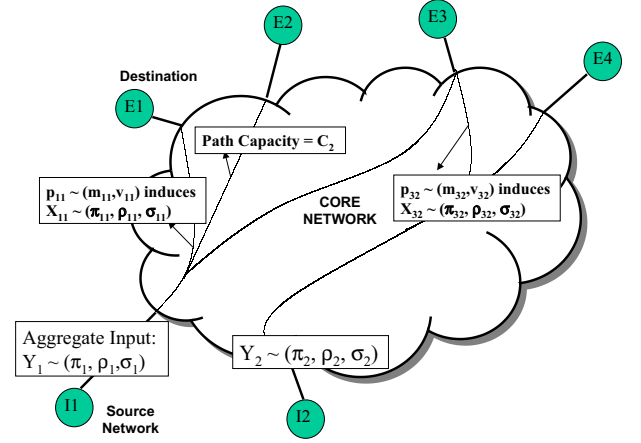 E2
E3
E4
Destination
E1
Path Capacity = C₂
p₁₁ ~ (m₁₁,v₁₁) induces
X₁₁ ~ (π₁₁, ρ₁₁, σ₁₁)
p₃₂ ~ (m₃₂,v₃₂) induces
X₃₂ ~ (π₃₂, ρ₃₂, σ₃₂)
CORE
NETWORK
Aggregate Input:
Y₁ ~ (π₁, ρ₁,σ₁)
Y₂ ~ (π₂, ρ₂, σ₂)
I1
Source
Network
I2